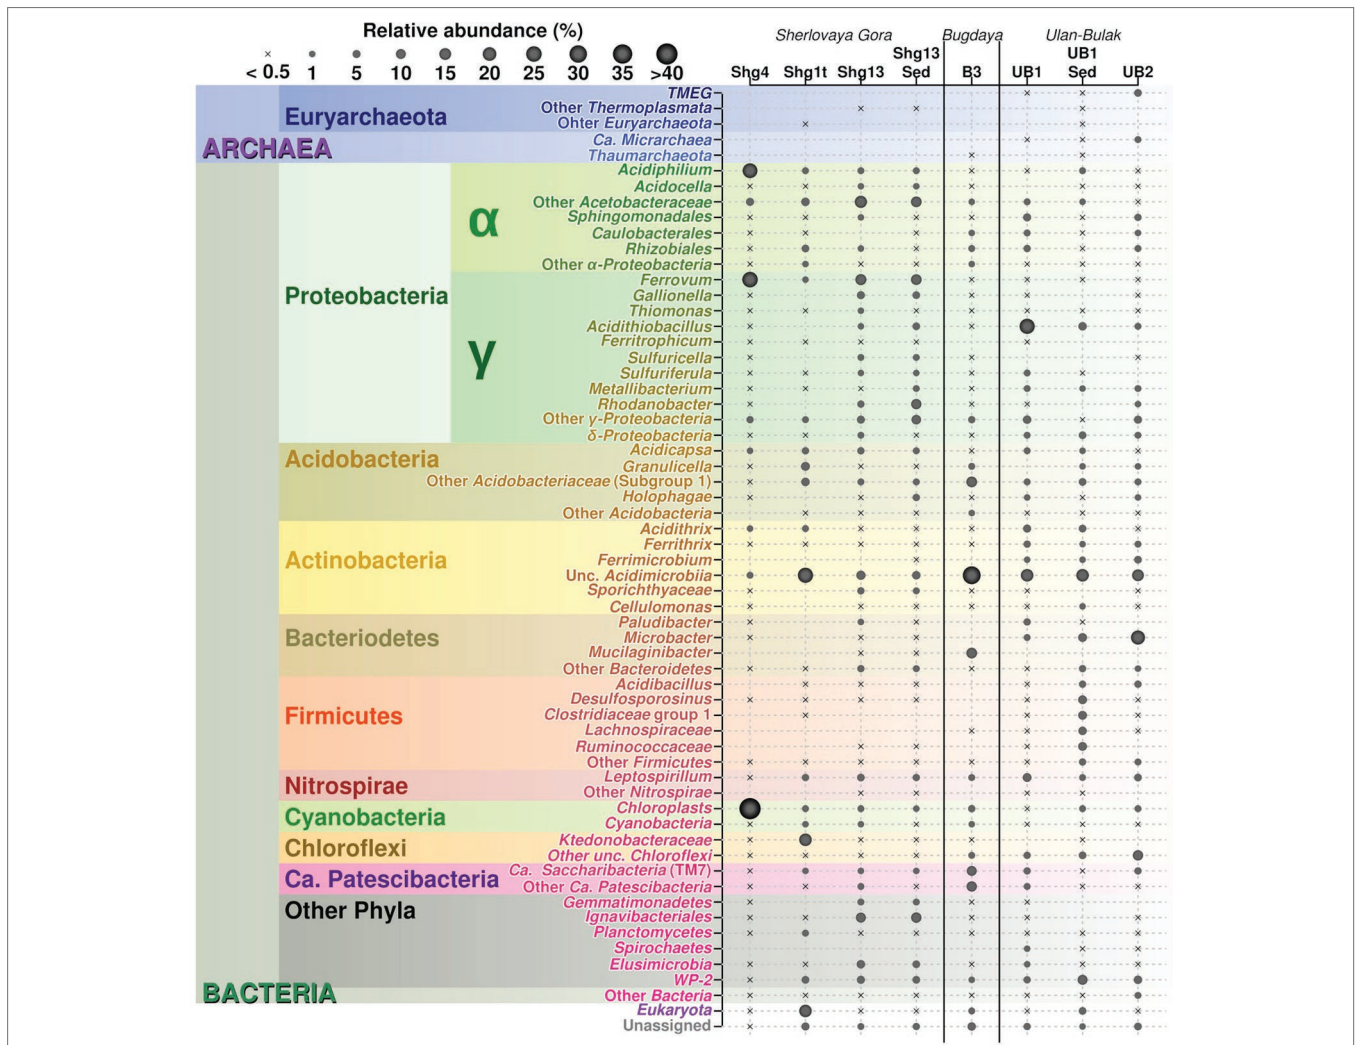 Relative abundance (%)
< 0.5 1 5 10 15 20 25 30 35 >40
Sherlovaya Gora Bugdaya Ulan-Bulak
Shg4 Shg1t Shg13 Shg13 Sed B3 UB1 UB1 Sed UB2
ARCHAEA
Euryarchaeota
TMEG
Other Thermoplasmata
Ohter Euryarchaeota
Ca. Micrarchaea
Thaumarchaeota
Proteobacteria
α
Acidiphilium
Acidocella
Other Acetobacteraceae
Sphingomonadales
Caulobacterales
Rhizobiales
Other α-Proteobacteria
γ
Ferrovum
Gallionella
Thiomonas
Acidithiobacillus
Ferritrophicum
Sulfuricella
Sulfuriferula
Metallibacterium
Rhodanobacter
Other γ-Proteobacteria
δ-Proteobacteria
Acidobacteria
Acidicapsa
Granulicella
Other Acidobacteriaceae (Subgroup 1)
Holophagae
Other Acidobacteria
Actinobacteria
Acidithrix
Ferrithrix
Ferrimicrobium
Unc. Acidimicrobiia
Sporichthyaceae
Cellulomonas
Bacteriodetes
Paludibacter
Microbacter
Mucilaginibacter
Other Bacteroidetes
Firmicutes
Acidibacillus
Desulfosporosinus
Clostridiaceae group 1
Lachnospiraceae
Ruminococcaceae
Other Firmicutes
Nitrospirae
Leptospirillum
Other Nitrospirae
Cyanobacteria
Chloroplasts
Cyanobacteria
Chloroflexi
Ktedonobacteraceae
Other unc. Chloroflexi
Ca. Patescibacteria
Ca. Saccharibacteria (TM7)
Other Ca. Patescibacteria
Other Phyla
Gemmatimonadetes
Ignavibacteriales
Planctomycetes
Spirochaetes
Elusimicrobia
WP-2
BACTERIA
Other Bacteria
Eukaryota
Unassigned